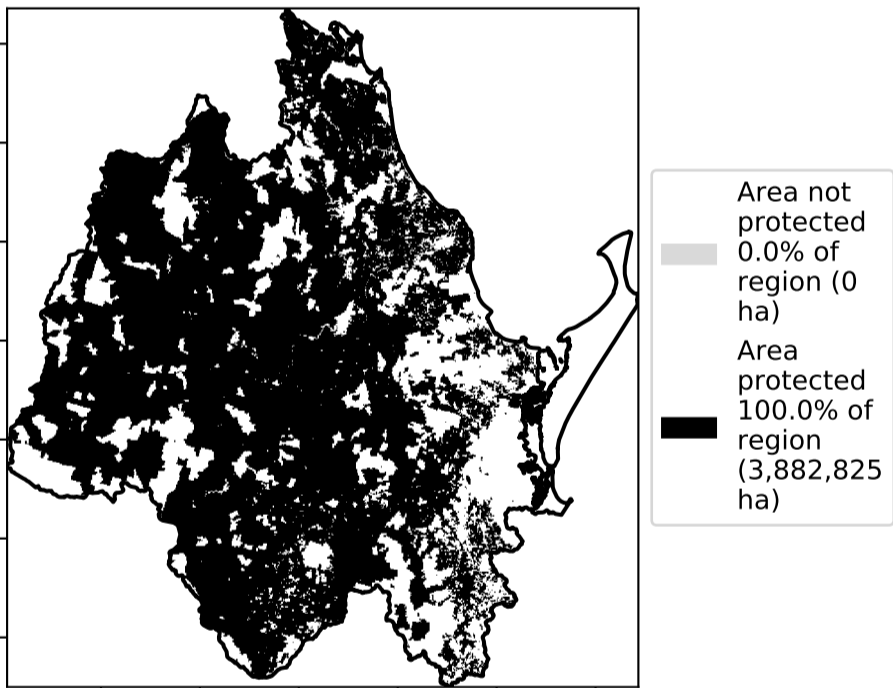 Area not
protected
0.0% of
region (0
ha)
Area
protected
100.0% of
region
(3,882,825
ha)